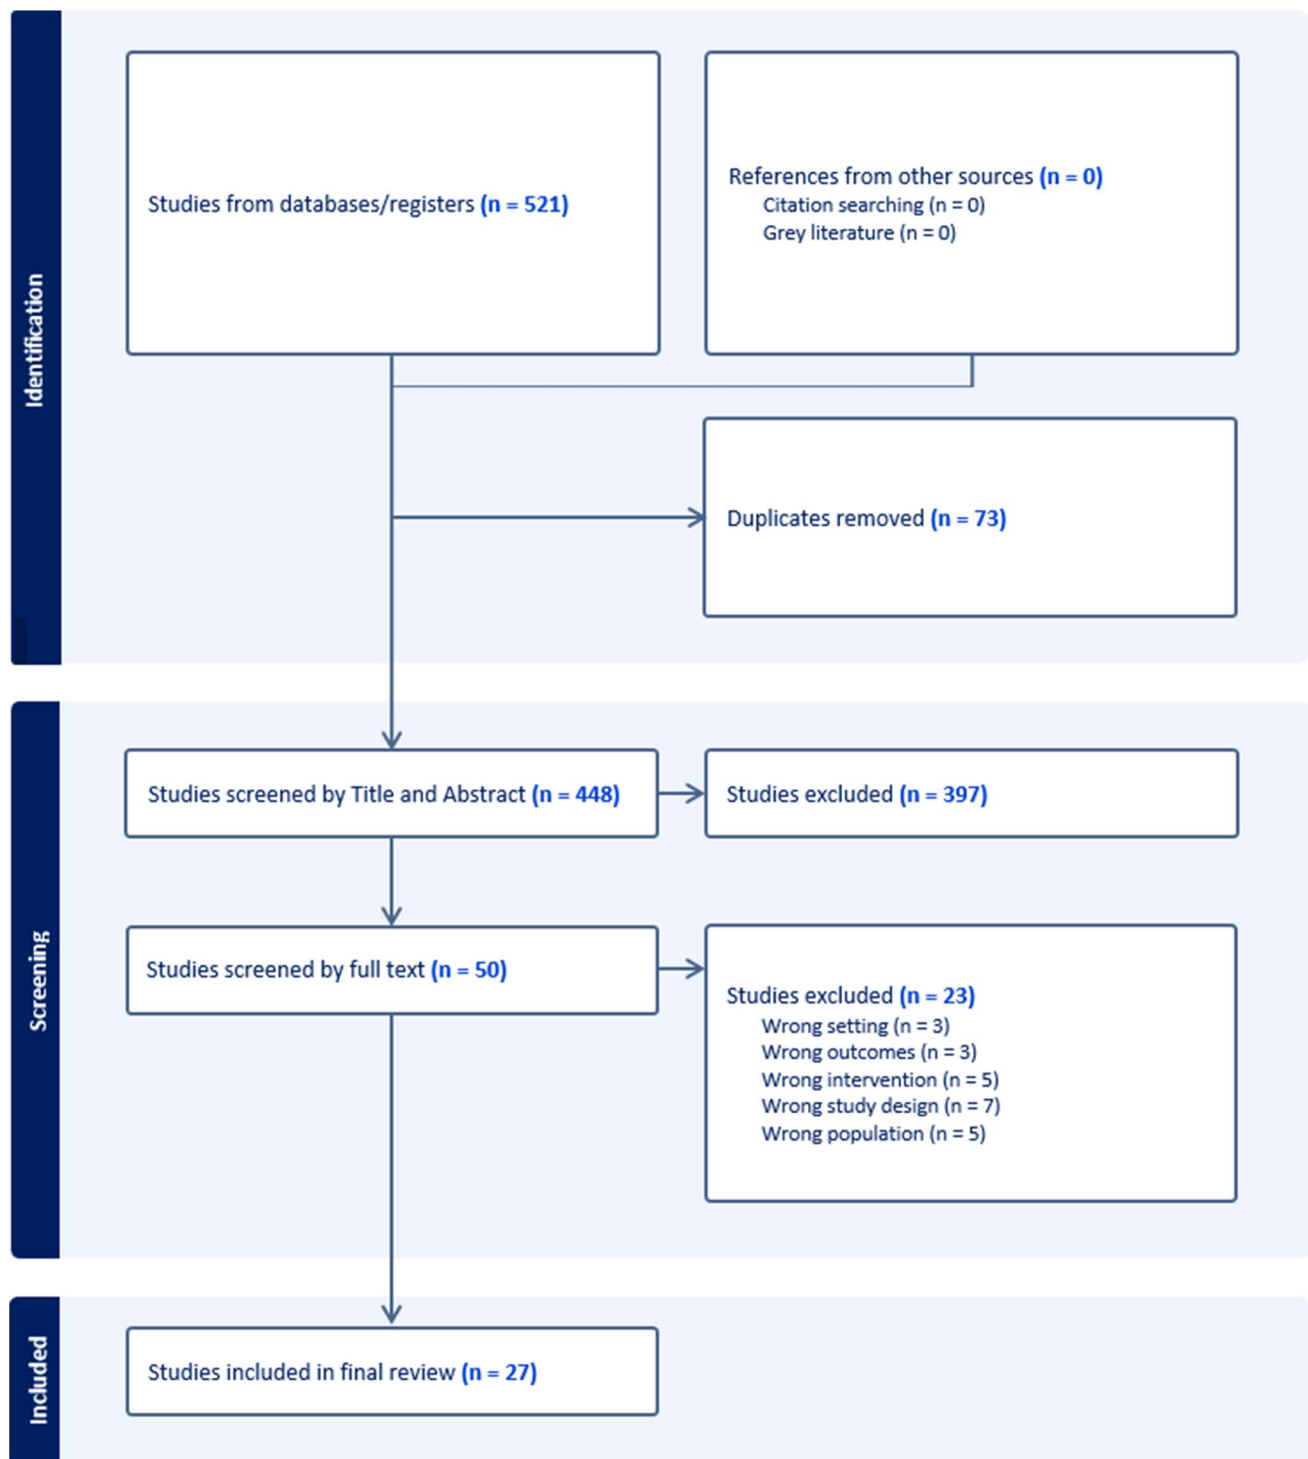 Identification
Studies from databases/registers (n = 521)
References from other sources (n = 0)
Citation searching (n = 0)
Grey literature (n = 0)
Duplicates removed (n = 73)
Screening
Studies screened by Title and Abstract (n = 448)
Studies excluded (n = 397)
Studies screened by full text (n = 50)
Studies excluded (n = 23)
Wrong setting (n = 3)
Wrong outcomes (n = 3)
Wrong intervention (n = 5)
Wrong study design (n = 7)
Wrong population (n = 5)
Included
Studies included in final review (n = 27)